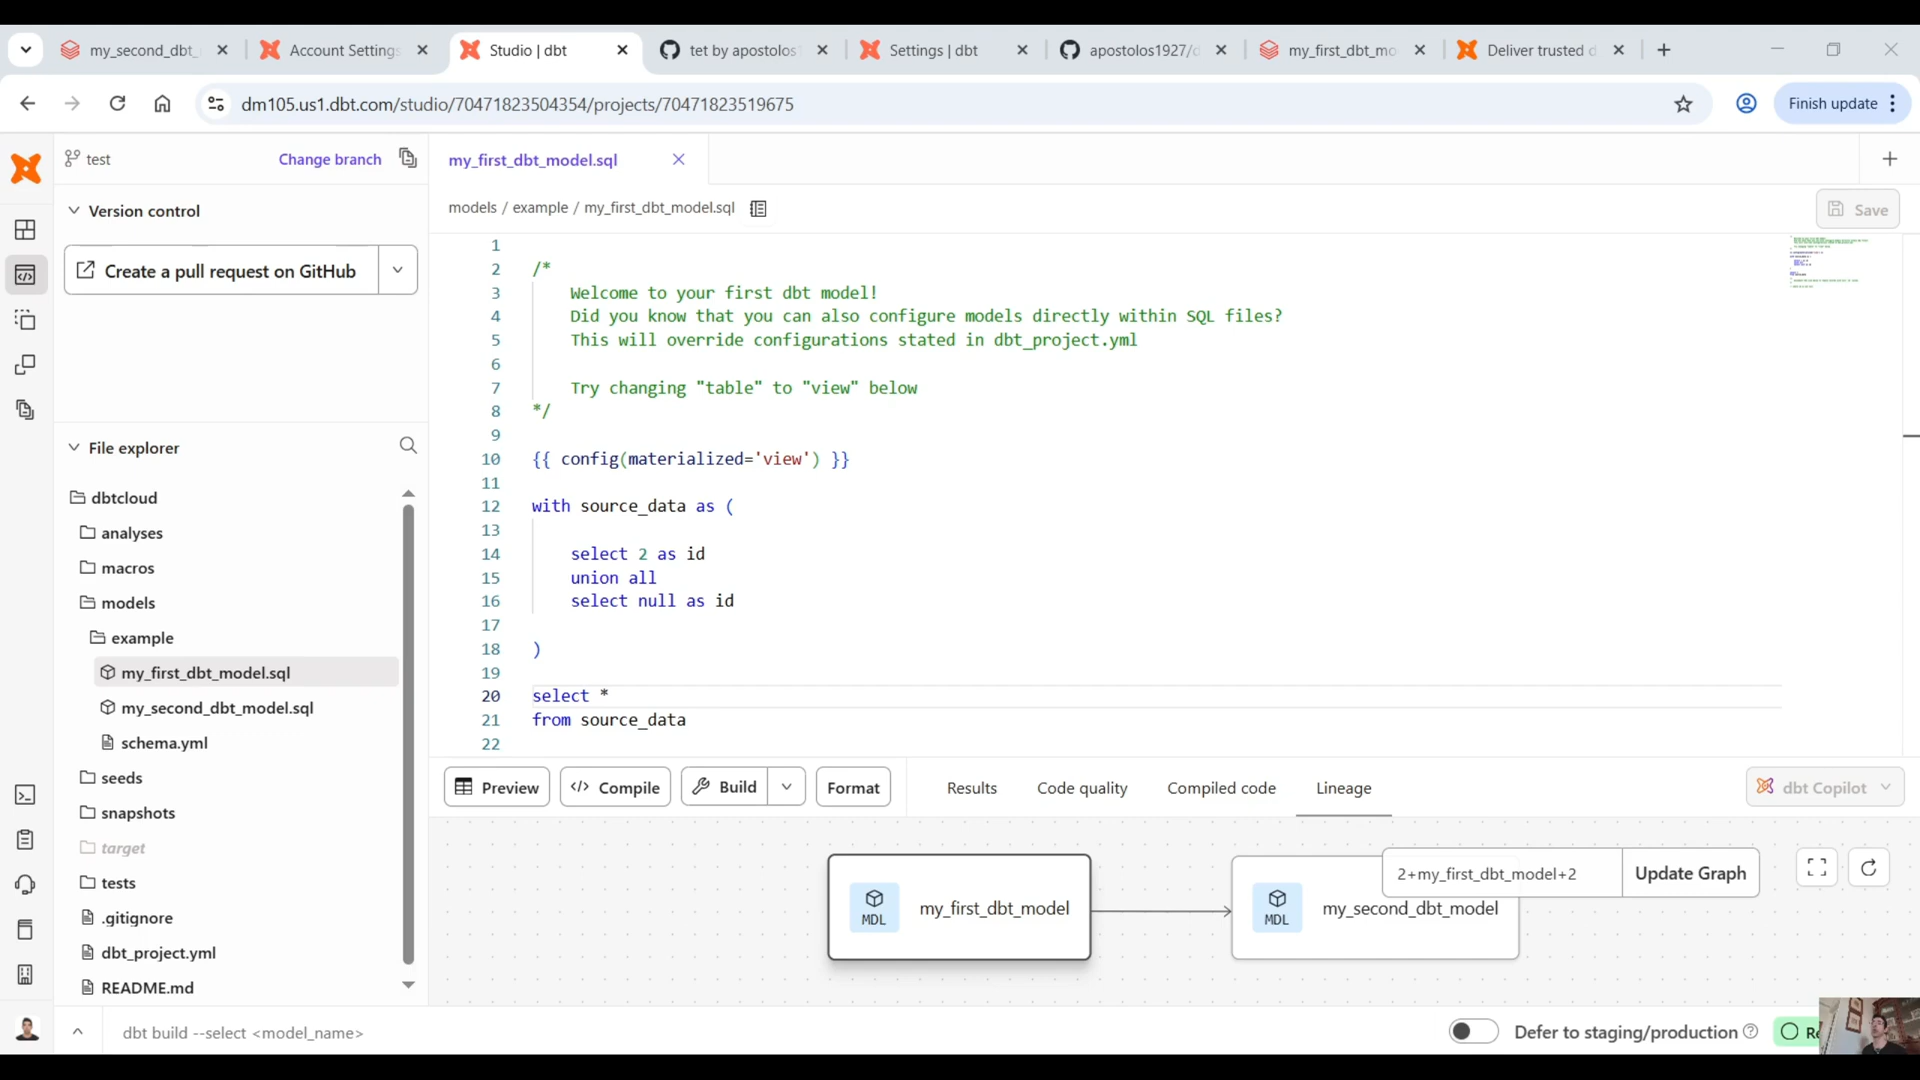 my_second_dbt_
Account Settings
Studio | dbt
tet by apostolos1
Settings | dbt
apostolos1927/d
my_first_dbt_mo
Deliver trusted d
dm105.us1.dbt.com/studio/70471823504354/projects/70471823519675
Finish update
test
Change branch
my_first_dbt_model.sql
Version control
models / example / my_first_dbt_model.sql
Save
Create a pull request on GitHub
1
2 /*
3 Welcome to your first dbt model!
4 Did you know that you can also configure models directly within SQL files?
5 This will override configurations stated in dbt_project.yml
6
7 Try changing "table" to "view" below
8 */
9
10 {{ config(materialized='view') }}
11
12 with source_data as (
13
14 select 2 as id
15 union all
16 select null as id
17
18 )
19
20 select *
21 from source_data
22
File explorer
dbtcloud
analyses
macros
models
example
my_first_dbt_model.sql
my_second_dbt_model.sql
schema.yml
seeds
snapshots
target
tests
.gitignore
dbt_project.yml
README.md
Preview
Compile
Build
Format
Results
Code quality
Compiled code
Lineage
dbt Copilot
MDL
my_first_dbt_model
MDL
my_second_dbt_model
2+my_first_dbt_model+2
Update Graph
dbt build --select <model_name>
Defer to staging/production